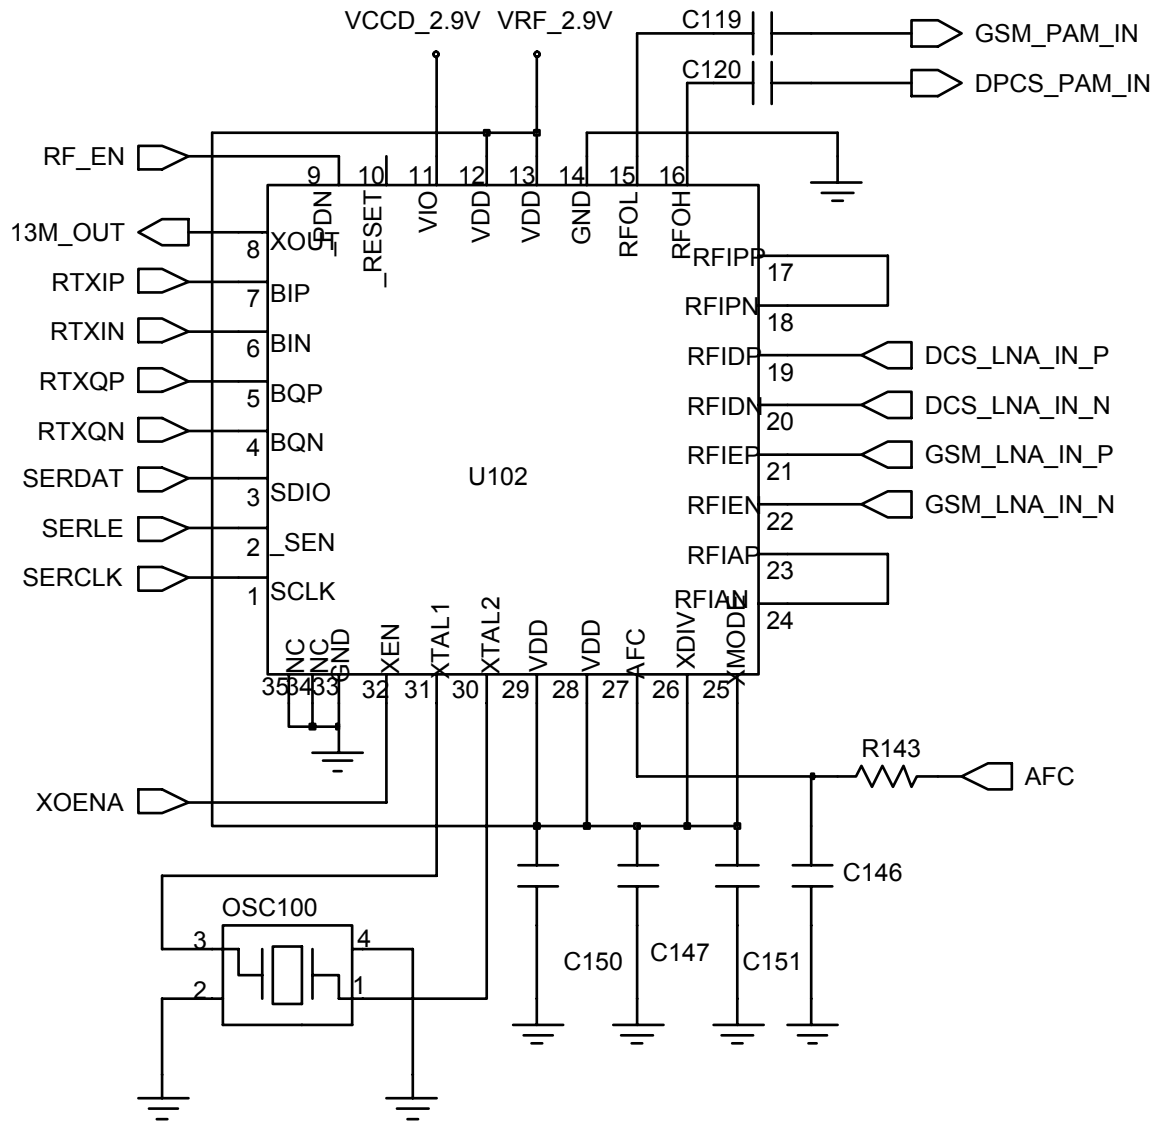 VCCD_2.9V VRF_2.9V C119 GSM_PAM_IN
C120 DPCS_PAM_IN
RF_EN 9 10 11 12 13 14 15 16
_PDN _RESET VIO VDD VDD GND RFOL RFOH
13M_OUT 8 XOUT
RFIPP 17
RTXIP 7 BIP
RFIPN 18
RTXIN 6 BIN
RFIDP 19 DCS_LNA_IN_P
RTXQP 5 BQP
RFIDN 20 DCS_LNA_IN_N
RTXQN 4 BQN
RFIEP 21 GSM_LNA_IN_P
U102
SERDAT 3 SDIO
RFIEN 22 GSM_LNA_IN_N
SERLE 2 _SEN
RFIAP 23
SERCLK 1 SCLK
RFIAN 24
NC NC GND XEN XTAL1 XTAL2 VDD VDD AFC XDIV XMODE
35 34 33 32 31 30 29 28 27 26 25
R143
AFC
XOENA
C146
OSC100
3 4
C150 C147 C151
2 1